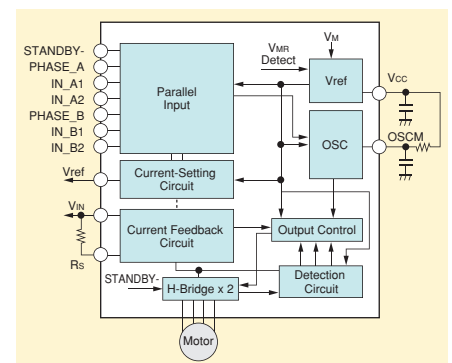 STANDBY-
PHASE_A
IN_A1
IN_A2
PHASE_B
IN_B1
IN_B2
Vref
VIN
RS
Parallel
Input
Current-Setting
Circuit
Current Feedback
Circuit
STANDBY-
H-Bridge x 2
Motor
VMR
Detect
VM
Vref
VCC
OSC
OSCM
Output Control
Detection
Circuit